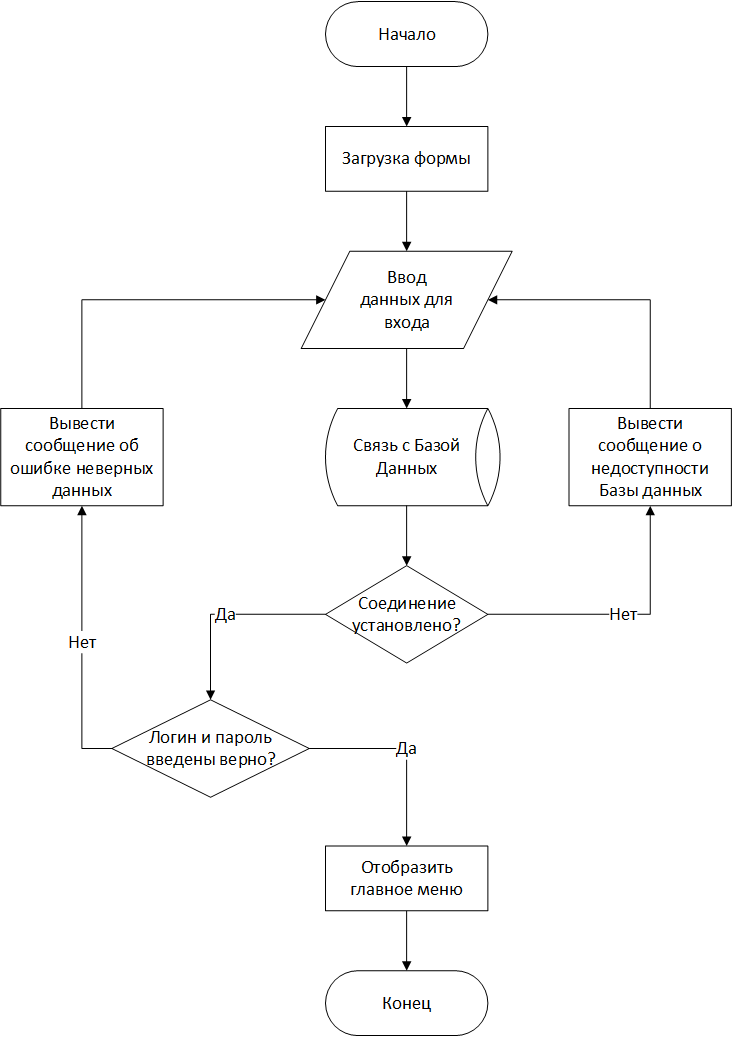 Начало
Загрузка формы
Ввод
данных для
входа
Вывести
сообщение об
ошибке неверных
данных
Связь с Базой
Данных
Вывести
сообщение о
недоступности
Базы данных
Соединение
установлено?
Да
Нет
Нет
Логин и пароль
введены верно?
Да
Отобразить
главное меню
Конец